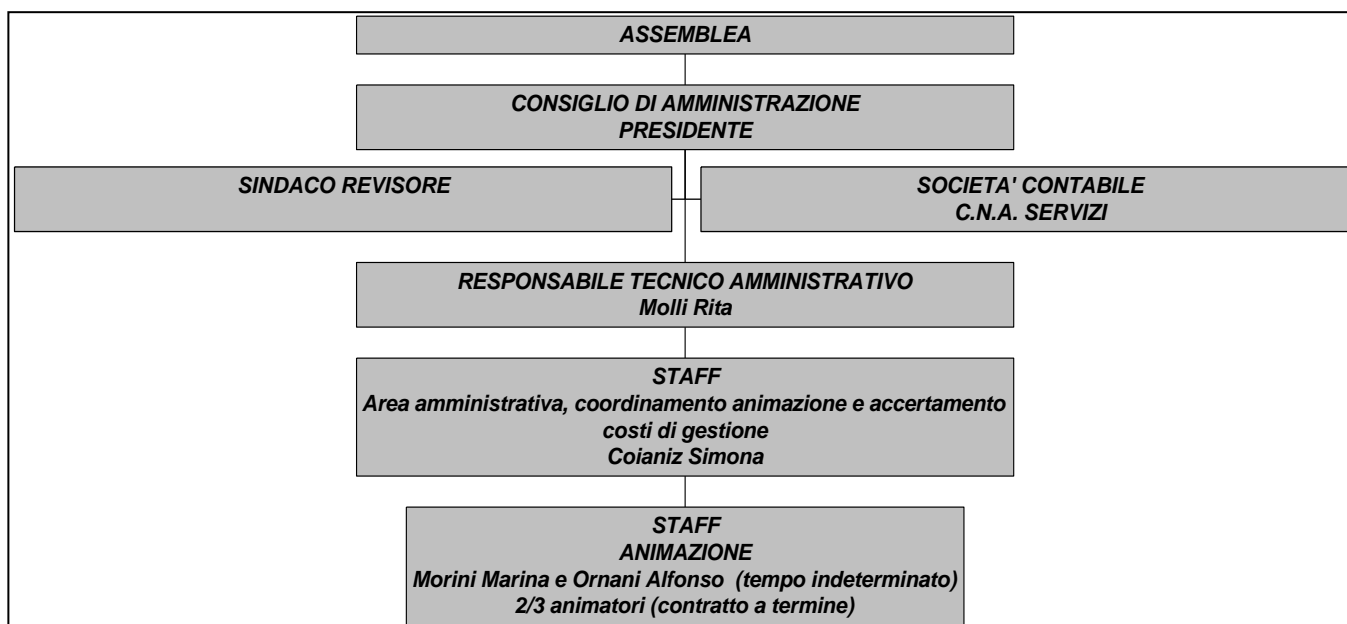 ASSEMBLEA
CONSIGLIO DI AMMINISTRAZIONE
PRESIDENTE
SINDACO REVISORE
SOCIETA' CONTABILE
C.N.A. SERVIZI
RESPONSABILE TECNICO AMMINISTRATIVO
Molli Rita
STAFF
Area amministrativa, coordinamento animazione e accertamento
costi di gestione
Coianiz Simona
STAFF
ANIMAZIONE
Morini Marina e Ornani Alfonso (tempo indeterminato)
2/3 animatori (contratto a termine)